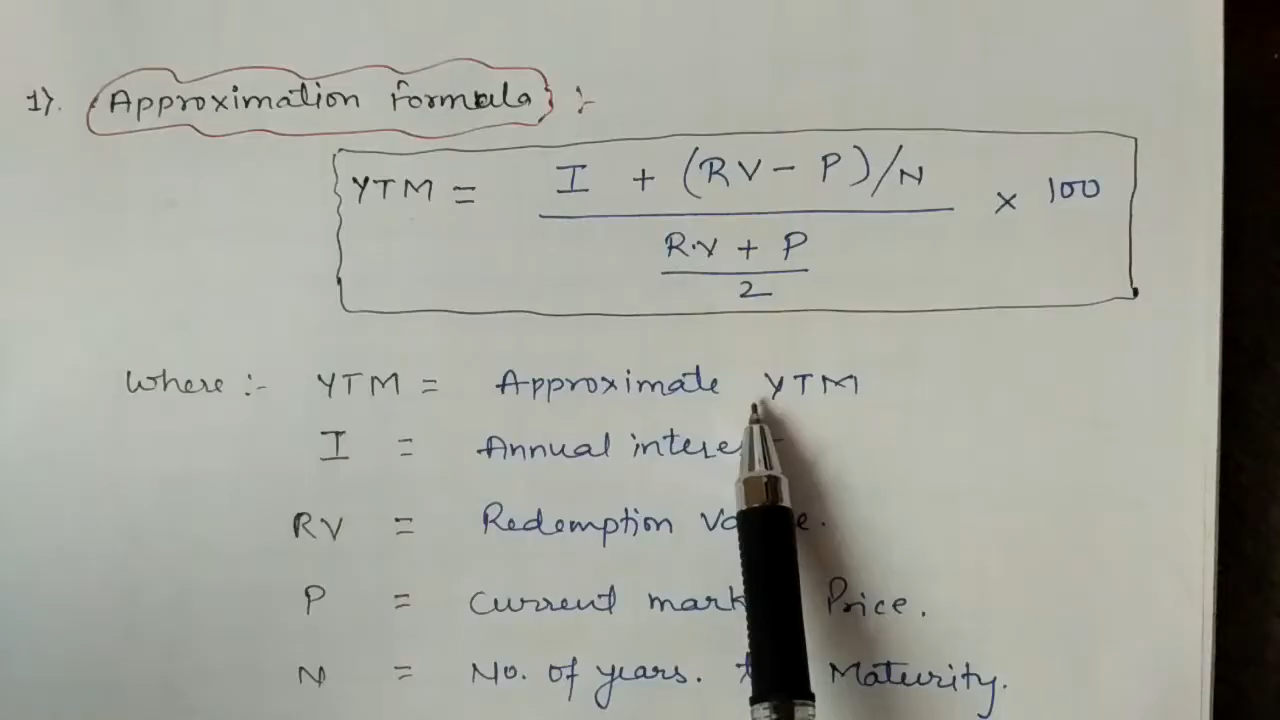 1). Approximation Formula :-
YTM = I + (RV - P)/N × 100
R.V + P
2
Where :- YTM = Approximate YTM
I = Annual
RV = Redemption
P = Current Price.
N = No. of years. Maturity.